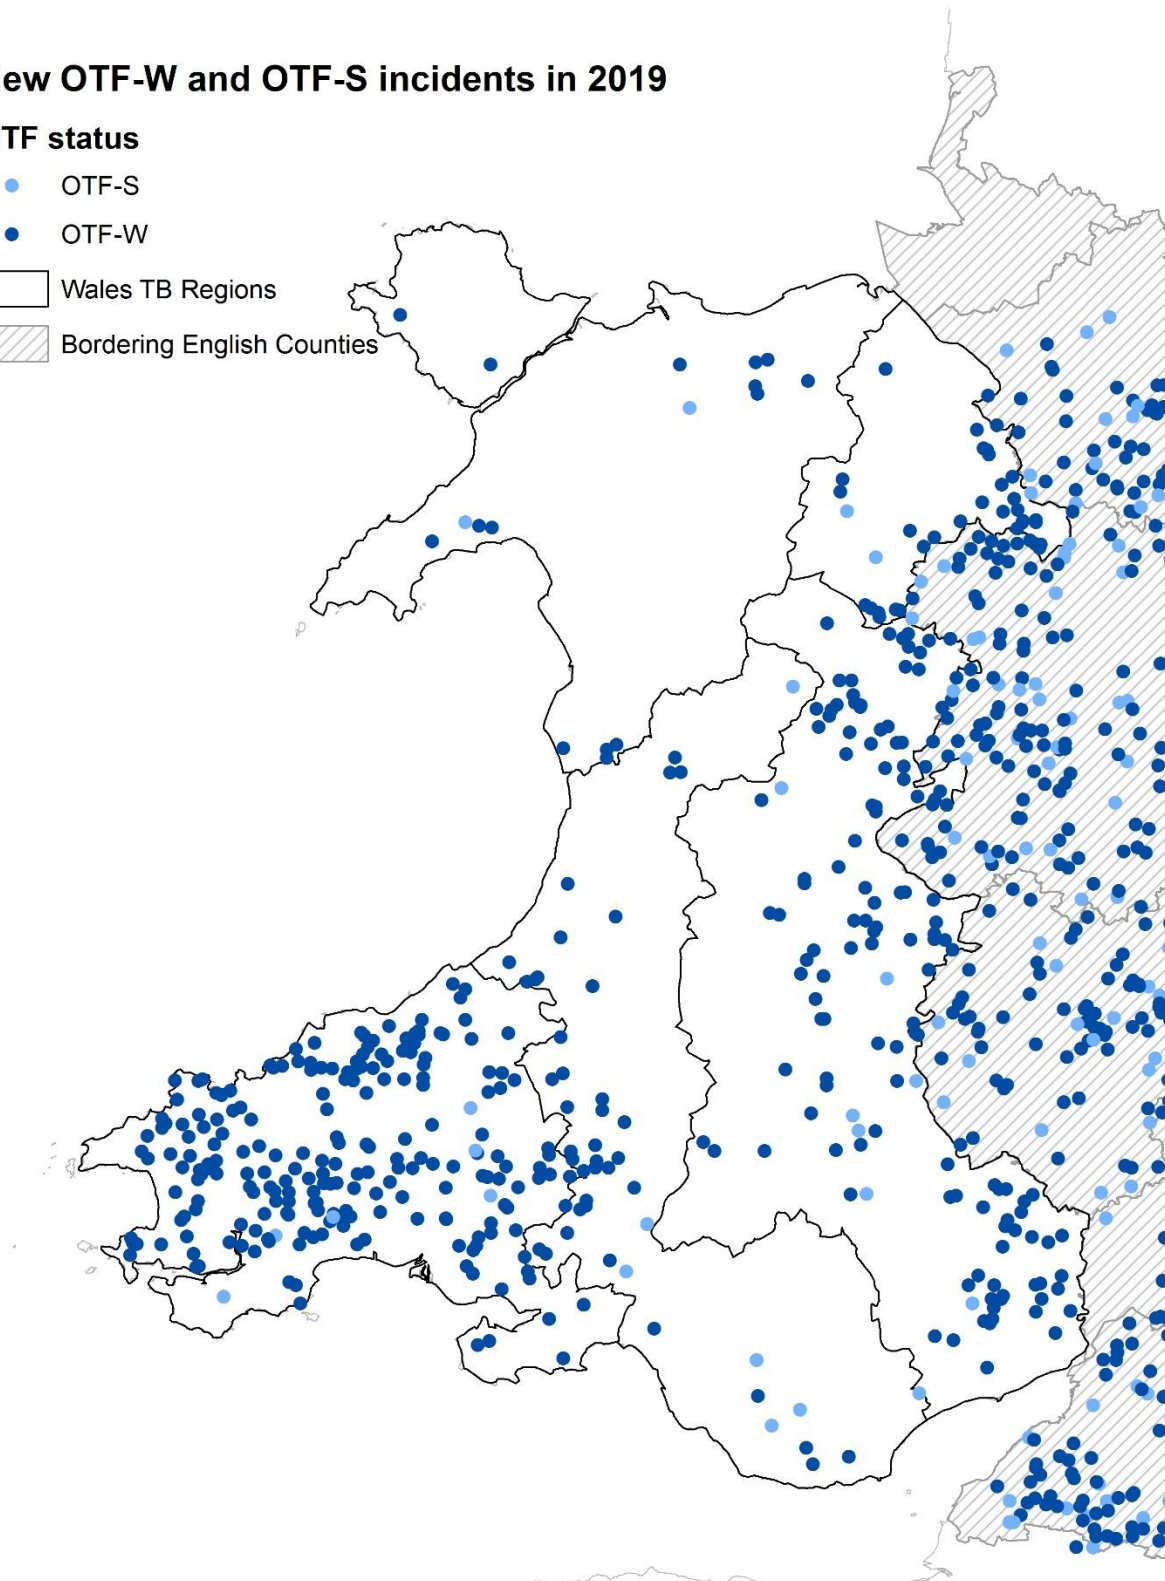 ew OTF-W and OTF-S incidents in 2019
TF status
OTF-S
OTF-W
Wales TB Regions
Bordering English Counties